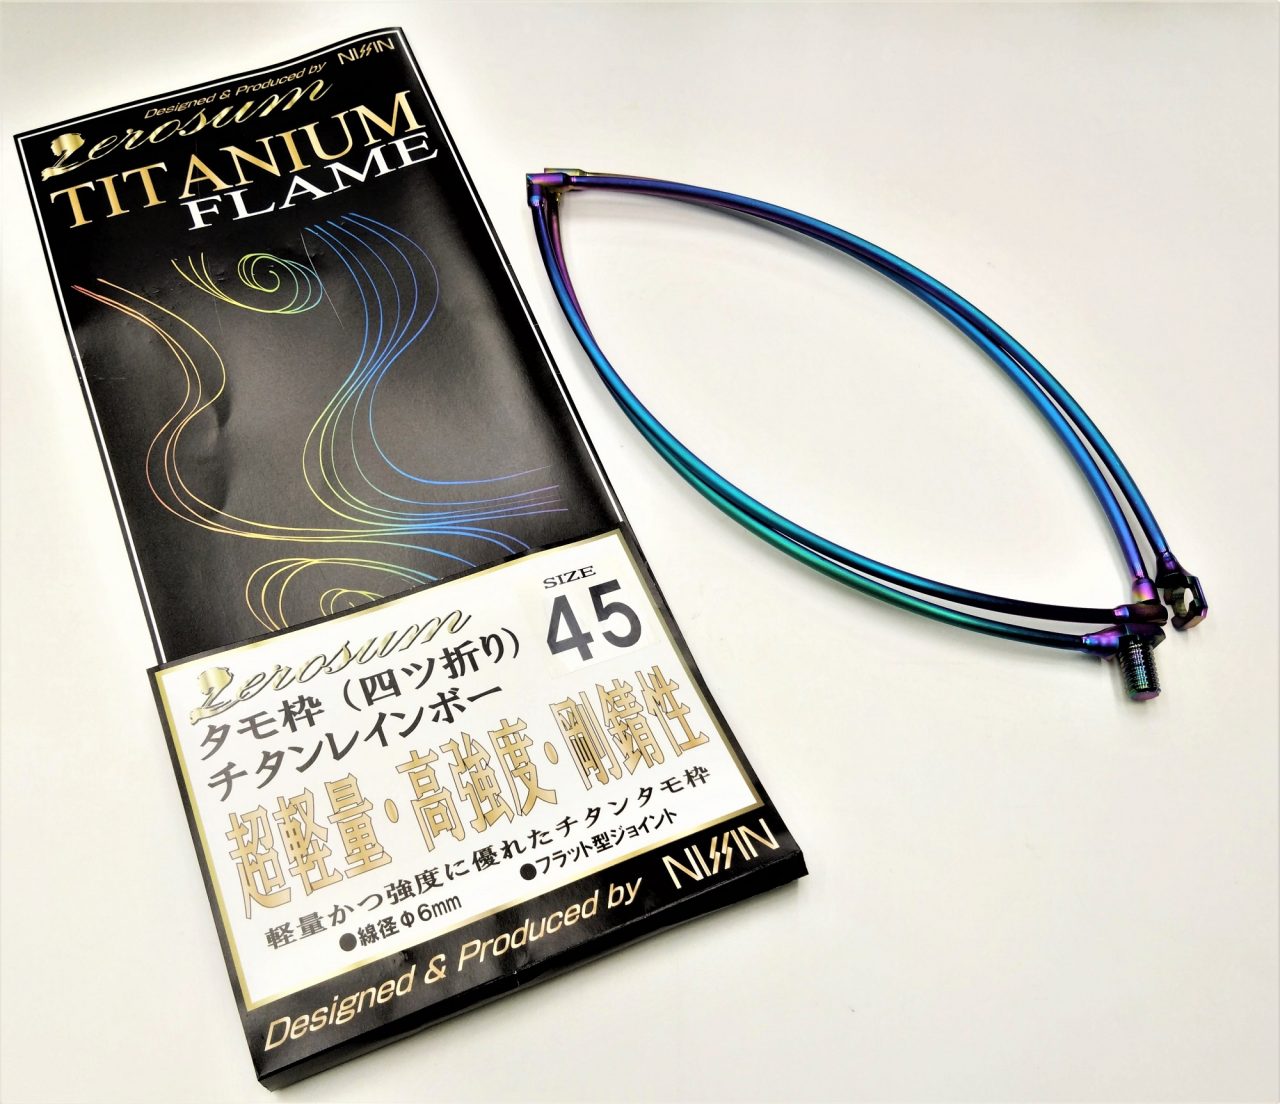 Designed & Produced by NISSIN
Zerosum
TITANIUM
FLAME
SIZE
45
Zerosum
タモ枠(四ツ折り)
チタンレインボー
超軽量・高強度・剛錆性
軽量かつ強度に優れたチタンタモ枠
●線径Φ6mm ●フラット型ジョイント
Designed & Produced by NISSIN